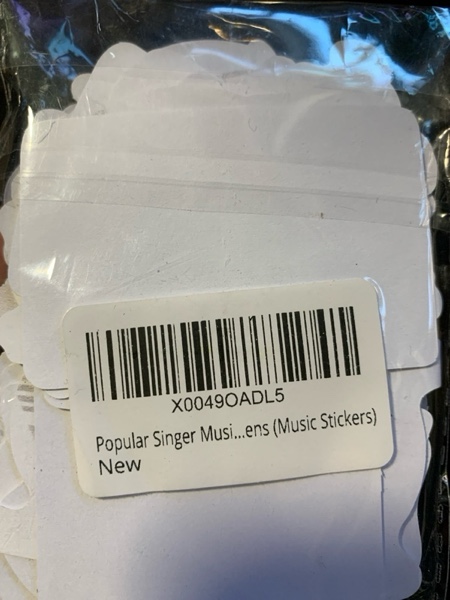 X0049OADL5
Popular Singer Musi...ens (Music Stickers)
New